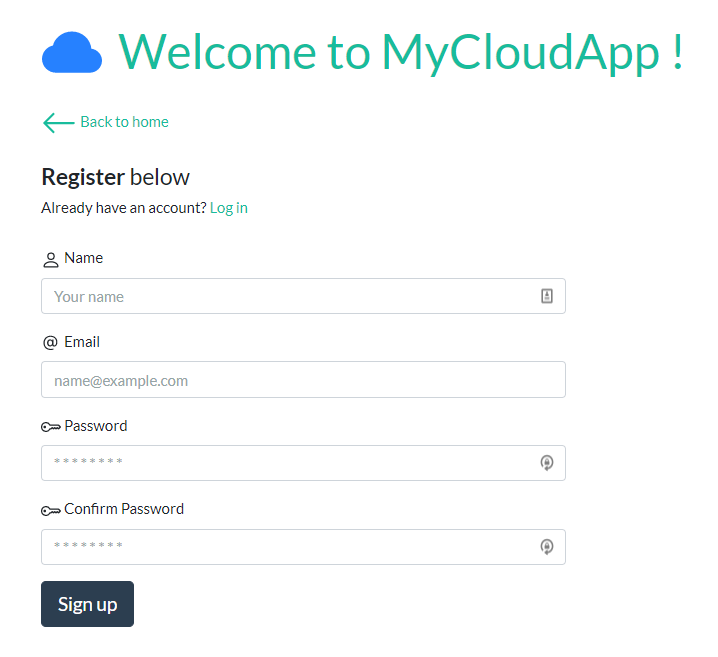 Welcome to MyCloudApp !
Back to home
Register below
Already have an account? Log in
Name
Your name
@ Email
name@example.com
Password
********
Confirm Password
********
Sign up